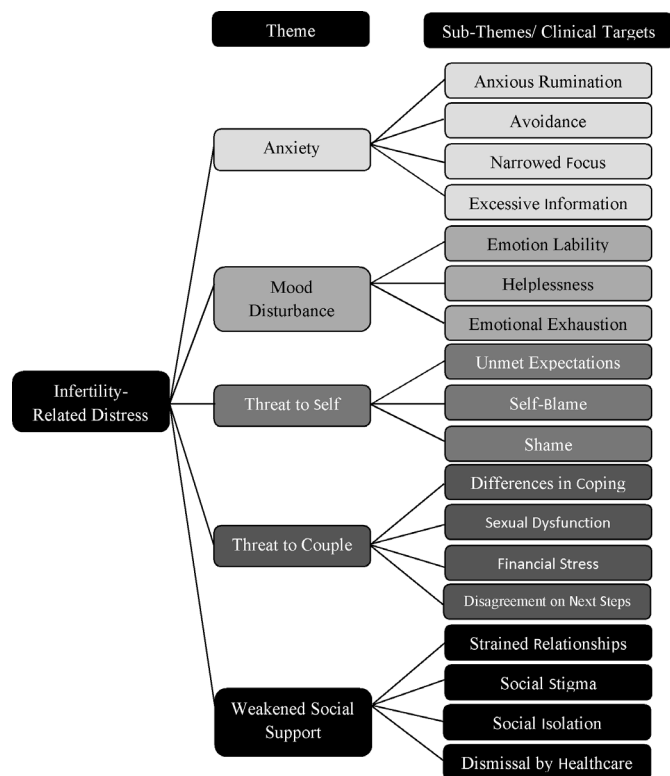 Theme
Sub-Themes/ Clinical Targets
Anxiety
Anxious Rumination
Avoidance
Narrowed Focus
Excessive Information
Mood
Disturbance
Emotion Lability
Helplessness
Emotional Exhaustion
Infertility-
Related Distress
Threat to Self
Unmet Expectations
Self-Blame
Shame
Threat to Couple
Differences in Coping
Sexual Dysfunction
Financial Stress
Disagreement on Next Steps
Weakened Social
Support
Strained Relationships
Social Stigma
Social Isolation
Dismissal by Healthcare